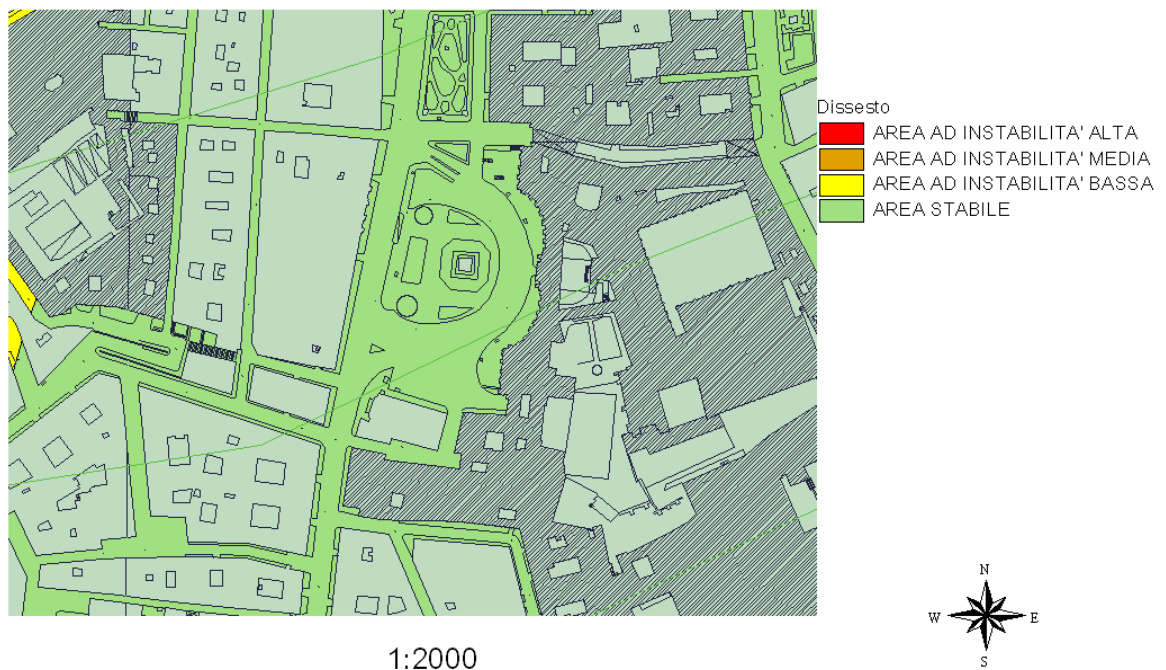 Dissesto
AREA AD INSTABILITA' ALTA
AREA AD INSTABILITA' MEDIA
AREA AD INSTABILITA' BASSA
AREA STABILE
N
W E
S
1:2000